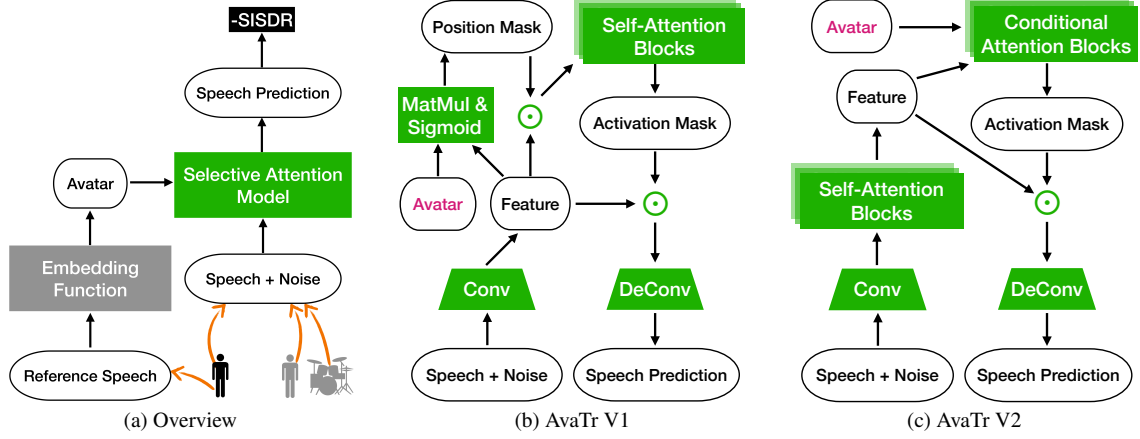 -SISDR
Speech Prediction
Selective Attention
Model
Avatar
Embedding
Function
Speech + Noise
Reference Speech
(a) Overview
Position Mask
Self-Attention
Blocks
MatMul &
Sigmoid
Activation Mask
Avatar
Feature
Conv
DeConv
Speech + Noise
Speech Prediction
(b) AvaTr V1
Avatar
Conditional
Attention Blocks
Feature
Activation Mask
Self-Attention
Blocks
Conv
DeConv
Speech + Noise
Speech Prediction
(c) AvaTr V2